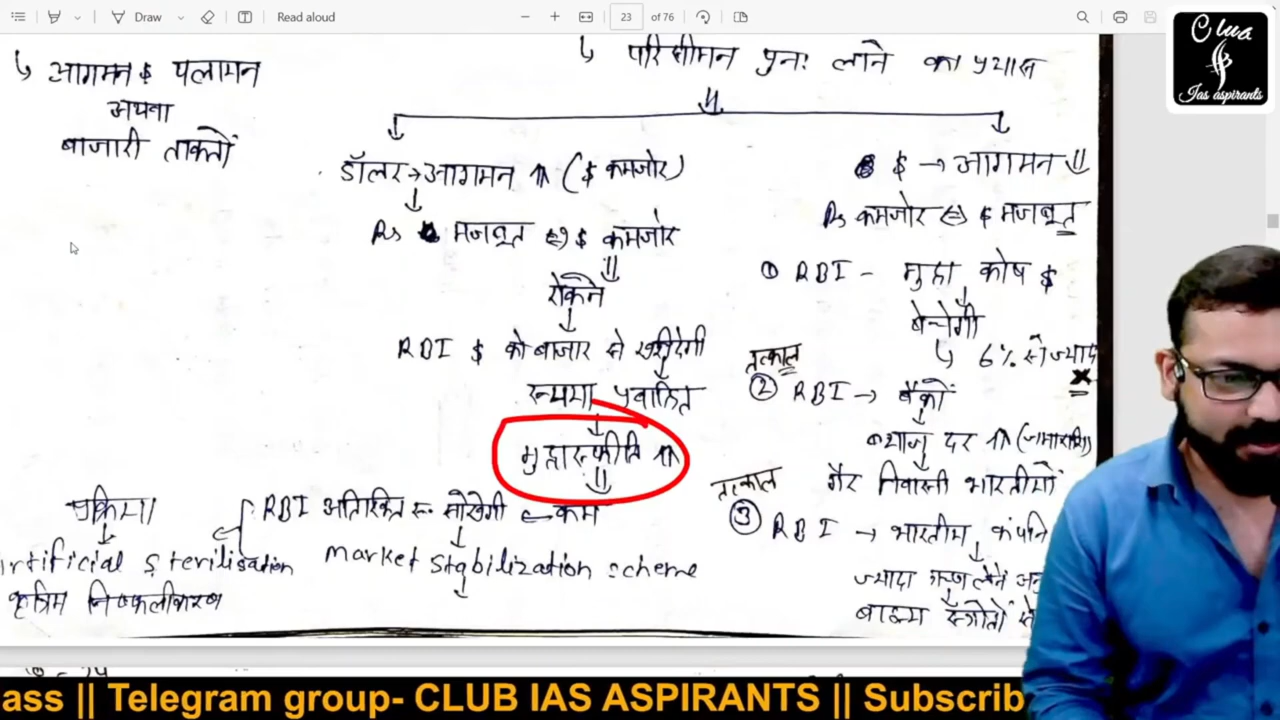 Draw
Read aloud
23 of 76
Club
Ias aspirants
↳ आगमन $ पलायन
अथवा
बाजारी ताकतों
↳ परिसीमन पुनः लाने का प्रयास
डॉलर → आगमन ⇑ ($ कमजोर)
Rs मजबूत ⇔ $ कमजोर
रोकने
RBI $ को बाजार से खरीदेगी
रुपया प्रवाहित
मुद्रास्फीति ⇑
कम
$ → आगमन ⇓
Rs कमजोर ⇔ $ मजबूत
① RBI - मुद्रा कोष $
बेचेगी
↳ 6% से ज्यादा
तत्काल
② RBI → बैंकों
ब्याज दर ⇑ (जमाराशि)
गैर निवासी भारतीयों
तत्काल
③ RBI → भारतीय कंपनि
ज्यादा ऋण लेने
बाह्य स्त्रोतों से
प्रक्रिया
RBI अतिरिक्त रू सोखेगी
Artificial Sterilisation
Market Stabilization Scheme
कृत्रिम निष्फलीकरण
ass || Telegram group- CLUB IAS ASPIRANTS || Subscrib